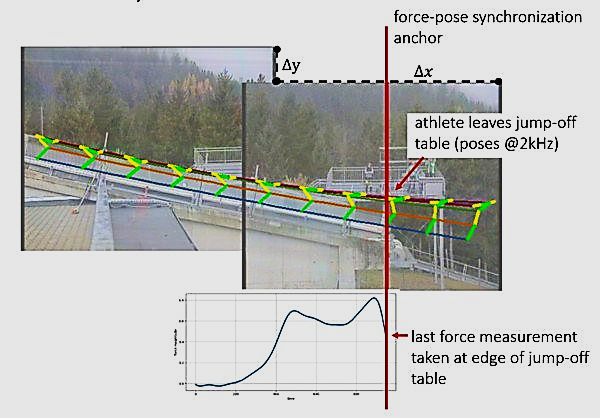 force-pose synchronization
anchor
Δy
Δx
athlete leaves jump-off
table (poses @2kHz)
last force measurement
taken at edge of jump-off
table